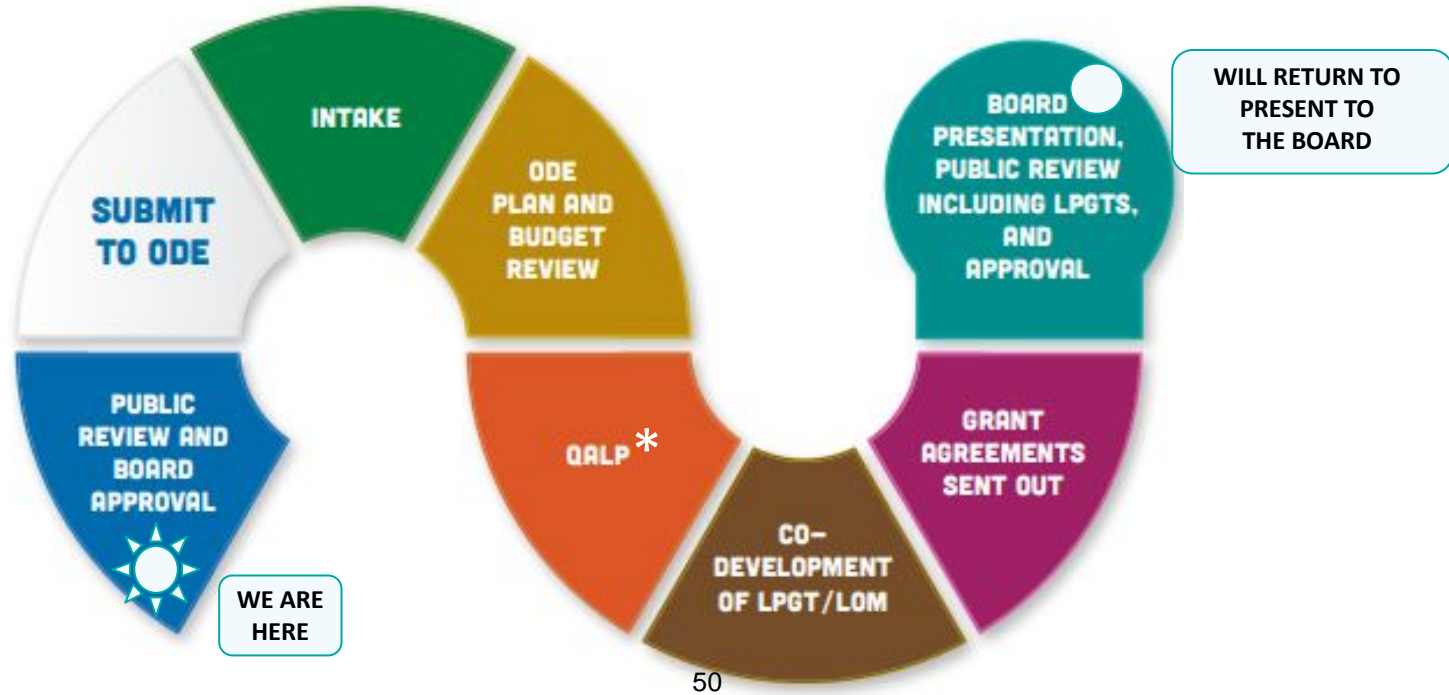 PUBLIC
REVIEW AND
BOARD
APPROVAL
WE ARE
HERE
SUBMIT
TO ODE
INTAKE
ODE
PLAN AND
BUDGET
REVIEW
QALP *
CO-
DEVELOPMENT
OF LPGT/LOM
GRANT
AGREEMENTS
SENT OUT
BOARD
PRESENTATION,
PUBLIC REVIEW
INCLUDING LPGTS,
AND
APPROVAL
WILL RETURN TO
PRESENT TO
THE BOARD
50